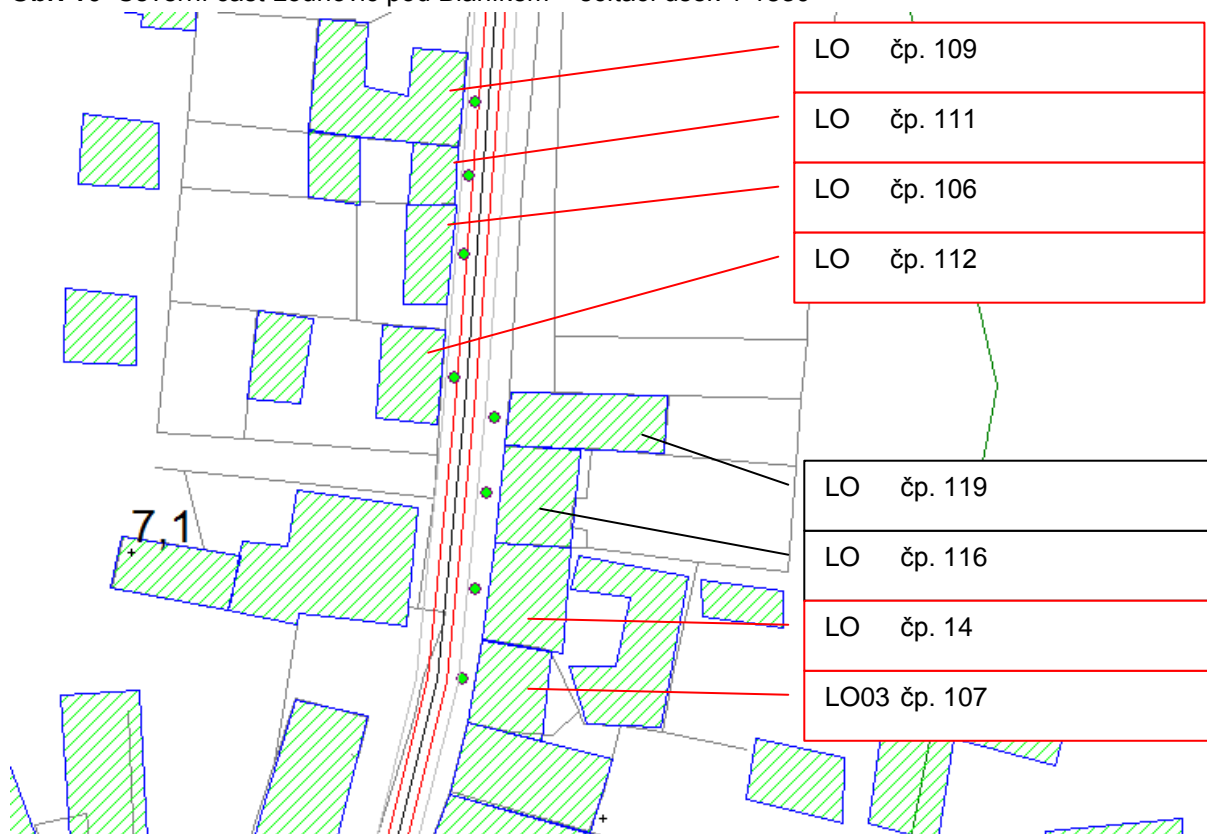 LO čp. 109
LO čp. 111
LO čp. 106
LO čp. 112
7,1
LO čp. 119
LO čp. 116
LO čp. 14
LO03 čp. 107